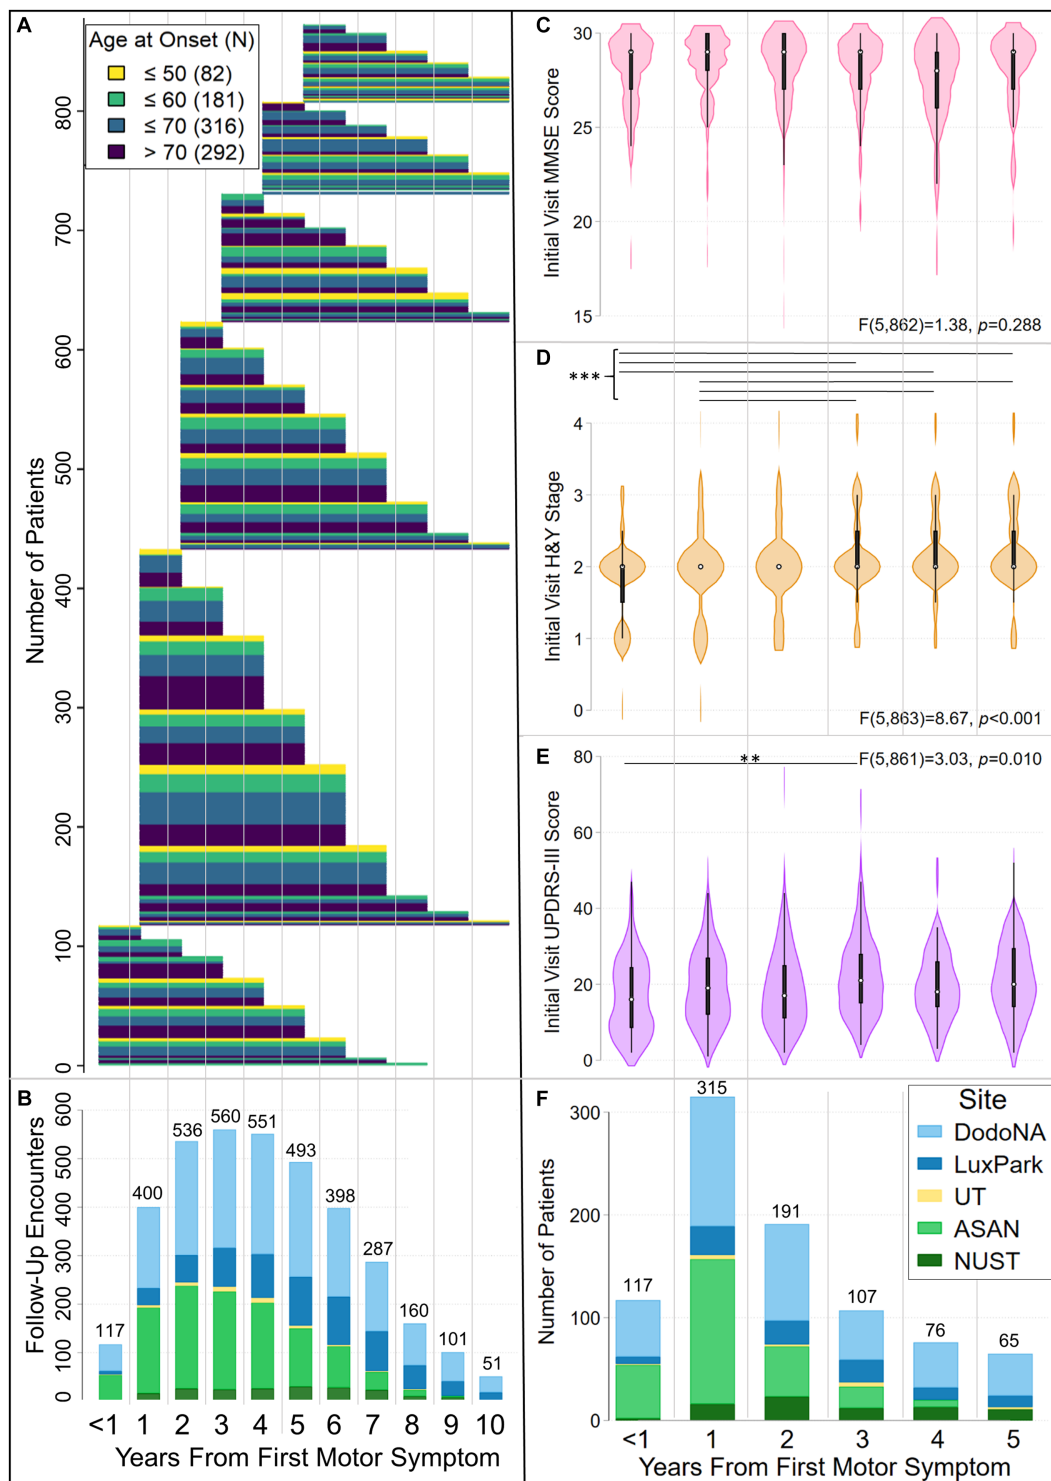 A
Age at Onset (N)
≤ 50 (82)
≤ 60 (181)
≤ 70 (316)
> 70 (292)
Number of Patients
800
700
600
500
400
300
200
100
0
B
Follow-Up Encounters
600
500
400
300
200
100
0
117
400
536
560
551
493
398
287
160
101
51
<1 1 2 3 4 5 6 7 8 9 10
Years From First Motor Symptom
C
Initial Visit MMSE Score
30
25
20
15
F(5,862)=1.38, p=0.288
D
***
Initial Visit H&Y Stage
4
3
2
1
0
F(5,863)=8.67, p<0.001
E
**
F(5,861)=3.03, p=0.010
Initial Visit UPDRS-III Score
80
60
40
20
0
F
Number of Patients
300
200
100
0
117
315
191
107
76
65
Site
DodoNA
LuxPark
UT
ASAN
NUST
<1 1 2 3 4 5
Years From First Motor Symptom